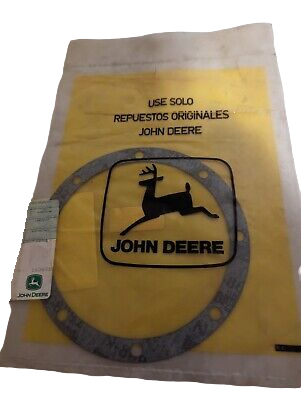 USE SOLO
REPUESTOS ORIGINALES
JOHN DEERE
JOHN DEERE
JOHN DEERE